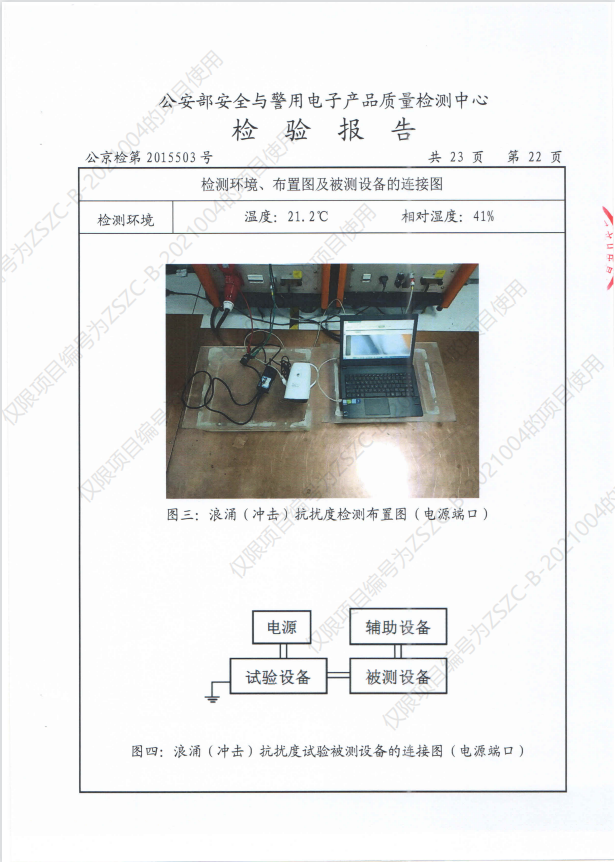 公安部安全与警用电子产品质量检测中心
检验报告
公京检第 2015503 号
共 23 页 第 22 页
检测环境、布置图及被测设备的连接图
检测环境
温度：21.2℃
相对湿度：41%
图三：浪涌（冲击）抗扰度检测布置图（电源端口）
电源
辅助设备
试验设备
被测设备
图四：浪涌（冲击）抗扰度试验被测设备的连接图（电源端口）
仅限项目编号为ZSZC-B-2021004的项目使用